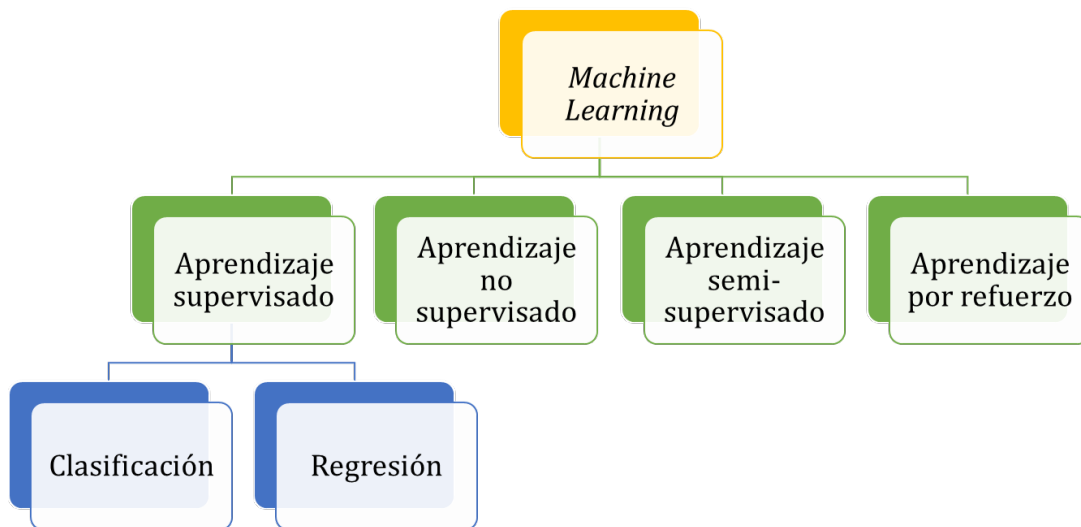 Machine
Learning
Aprendizaje
supervisado
Aprendizaje
no
supervisado
Aprendizaje
semi-
supervisado
Aprendizaje
por refuerzo
Clasificación
Regresión